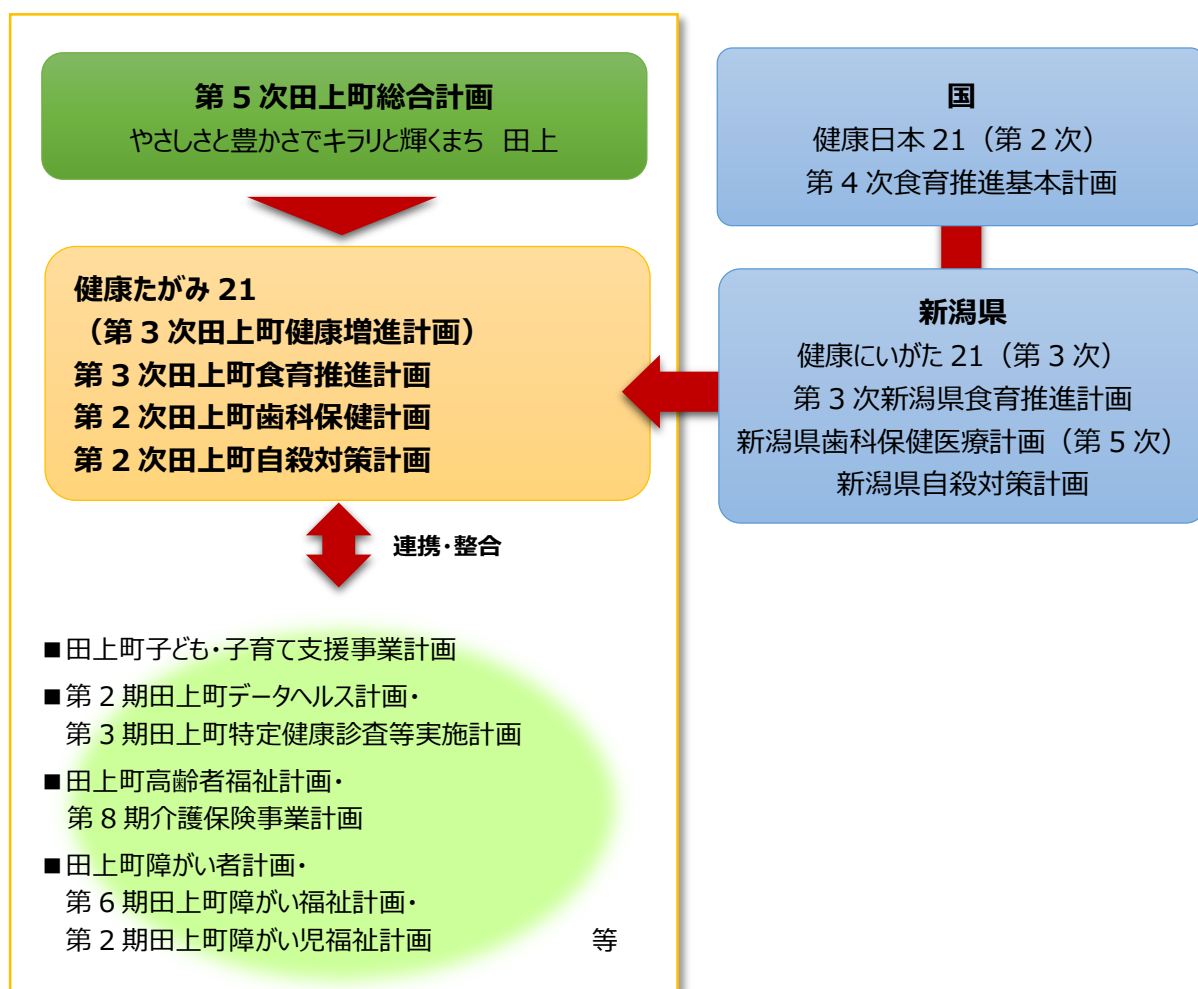 第5次田上町総合計画
やさしさと豊かさでキラリと輝くまち 田上
健康たがみ21
（第3次田上町健康増進計画）
第3次田上町食育推進計画
第2次田上町歯科保健計画
第2次田上町自殺対策計画
連携・整合
■田上町子ども・子育て支援事業計画
■第2期田上町データヘルス計画・
第3期田上町特定健康診査等実施計画
■田上町高齢者福祉計画・
第8期介護保険事業計画
■田上町障がい者計画・
第6期田上町障がい福祉計画・
第2期田上町障がい児福祉計画 等
国
健康日本21（第2次）
第4次食育推進基本計画
新潟県
健康にいがた21（第3次）
第3次新潟県食育推進計画
新潟県歯科保健医療計画（第5次）
新潟県自殺対策計画